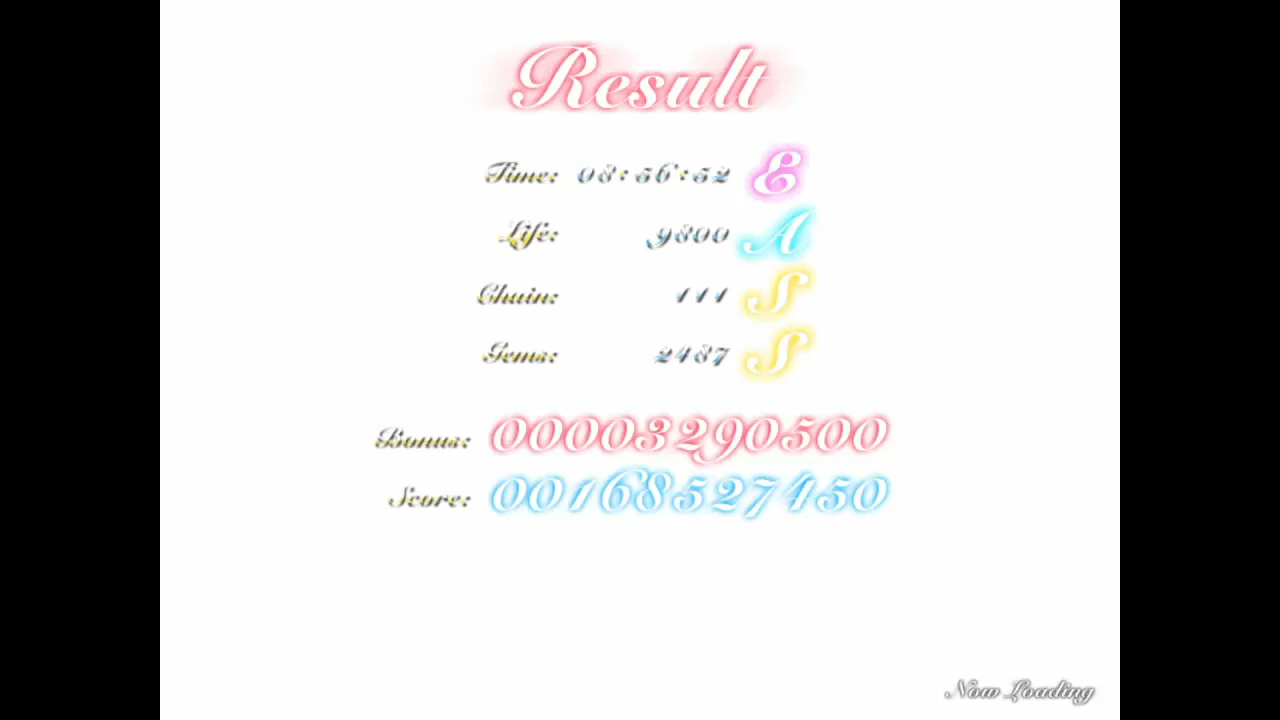 Result
Time: 08:56:52 E
Life: 9800 A
Chain: 111 S
Gems: 2487 S
Bonus: 00003290500
Score: 00168527450
Now Loading